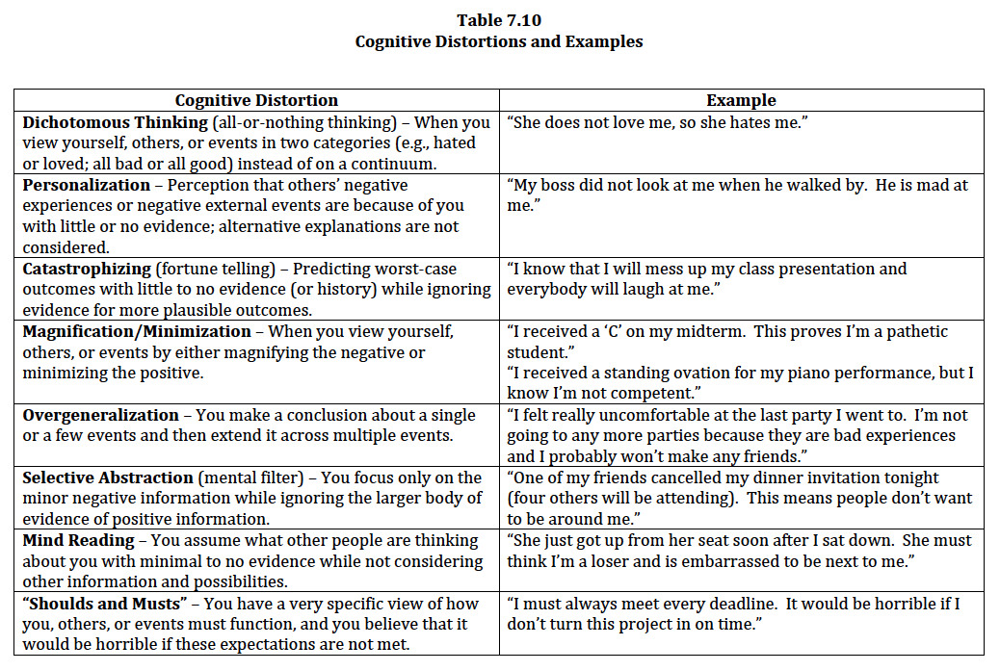 Table 7.10
Cognitive Distortions and Examples
Cognitive Distortion
Example
Dichotomous Thinking (all-or-nothing thinking) – When you
view yourself, others, or events in two categories (e.g., hated
or loved; all bad or all good) instead of on a continuum.
“She does not love me, so she hates me.”
Personalization – Perception that others’ negative
experiences or negative external events are because of you
with little or no evidence; alternative explanations are not
considered.
“My boss did not look at me when he walked by.  He is mad at
me.”
Catastrophizing (fortune telling) – Predicting worst-case
outcomes with little to no evidence (or history) while ignoring
evidence for more plausible outcomes.
“I know that I will mess up my class presentation and
everybody will laugh at me.”
Magnification/Minimization – When you view yourself,
others, or events by either magnifying the negative or
minimizing the positive.
“I received a ‘C’ on my midterm.  This proves I’m a pathetic
student.”
“I received a standing ovation for my piano performance, but I
know I’m not competent.”
Overgeneralization – You make a conclusion about a single
or a few events and then extend it across multiple events.
“I felt really uncomfortable at the last party I went to.  I’m not
going to any more parties because they are bad experiences
and I probably won’t make any friends.”
Selective Abstraction (mental filter) – You focus only on the
minor negative information while ignoring the larger body of
evidence of positive information.
“One of my friends cancelled my dinner invitation tonight
(four others will be attending).  This means people don’t want
to be around me.”
Mind Reading – You assume what other people are thinking
about you with minimal to no evidence while not considering
other information and possibilities.
“She just got up from her seat soon after I sat down.  She must
think I’m a loser and is embarrassed to be next to me.”
“Shoulds and Musts” – You have a very specific view of how
you, others, or events must function, and you believe that it
would be horrible if these expectations are not met.
“I must always meet every deadline.  It would be horrible if I
don’t turn this project in on time.”